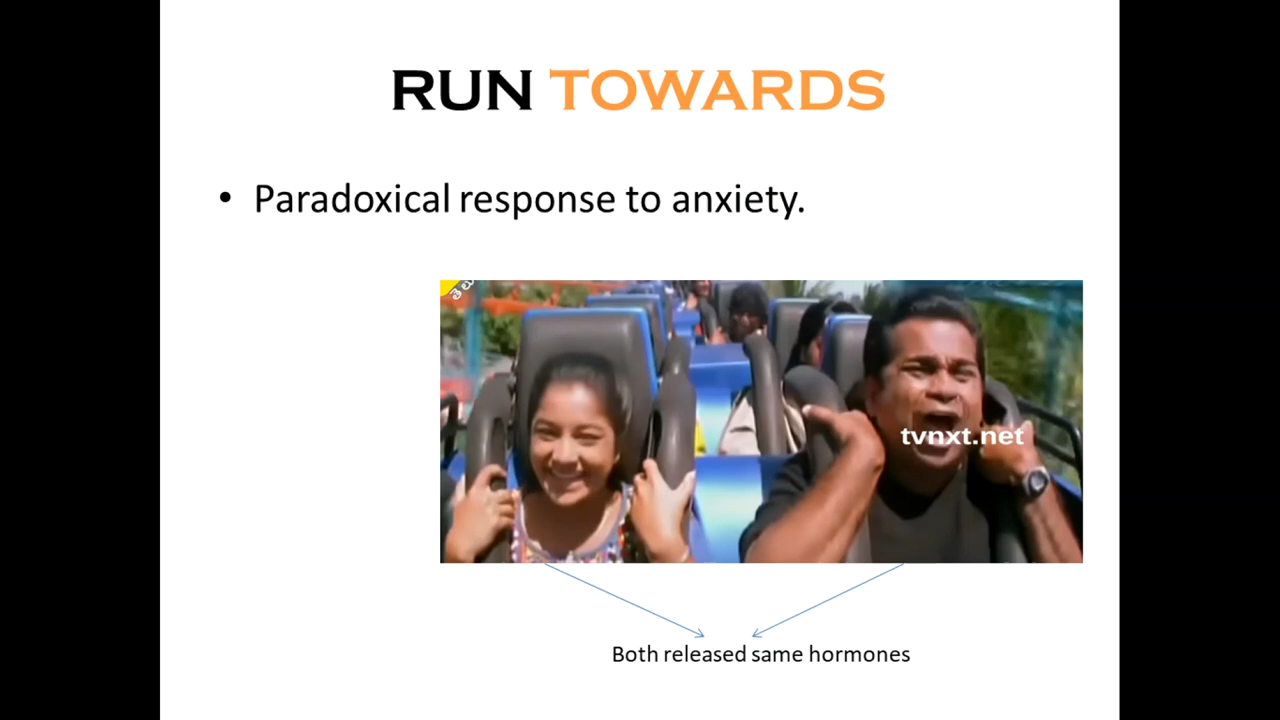 RUN TOWARDS
• Paradoxical response to anxiety.
tvnxt.net
Both released same hormones